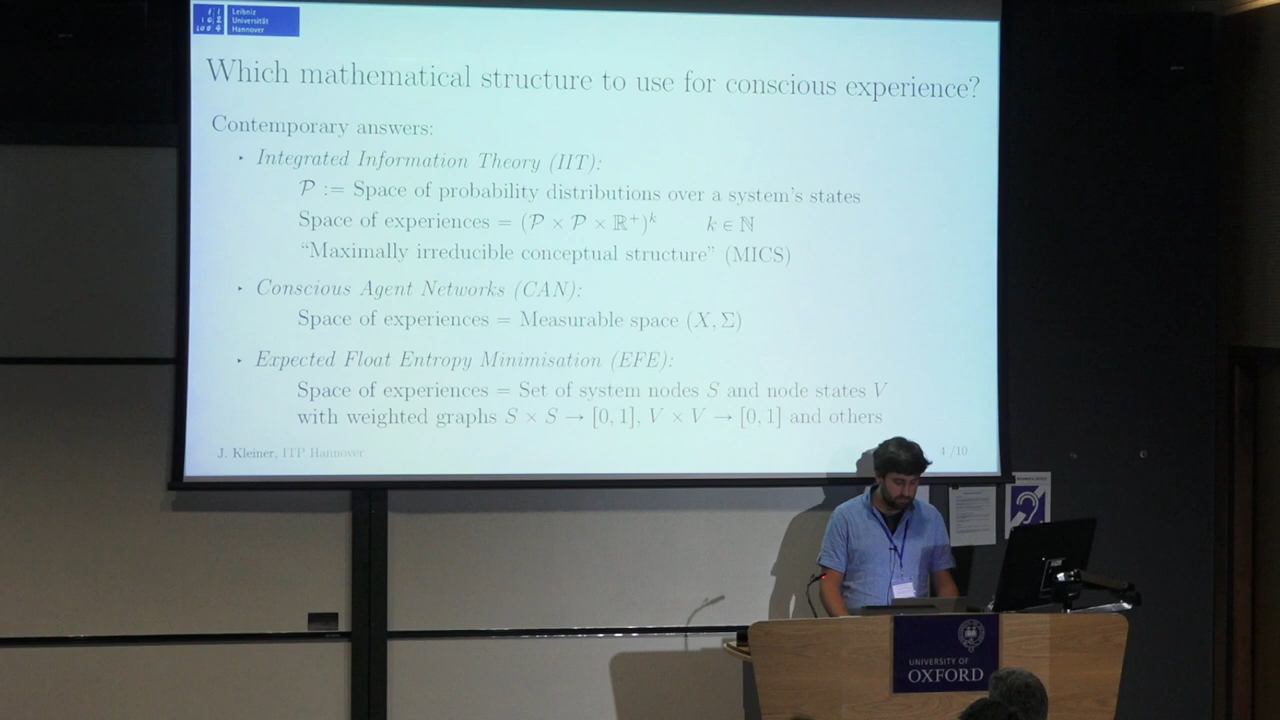 Leibniz
Universität
Hannover
Which mathematical structure to use for conscious experience?
Contemporary answers:
‣ Integrated Information Theory (IIT):
𝒫 := Space of probability distributions over a system's states
Space of experiences = (𝒫 × 𝒫 × ℝ⁺)ᵏ k ∈ ℕ
“Maximally irreducible conceptual structure” (MICS)
‣ Conscious Agent Networks (CAN):
Space of experiences = Measurable space (X, Σ)
‣ Expected Float Entropy Minimisation (EFE):
Space of experiences = Set of system nodes S and node states V
with weighted graphs S × S → [0, 1], V × V → [0, 1] and others
J. Kleiner, ITP Hannover
4 /10
UNIVERSITY OF
OXFORD